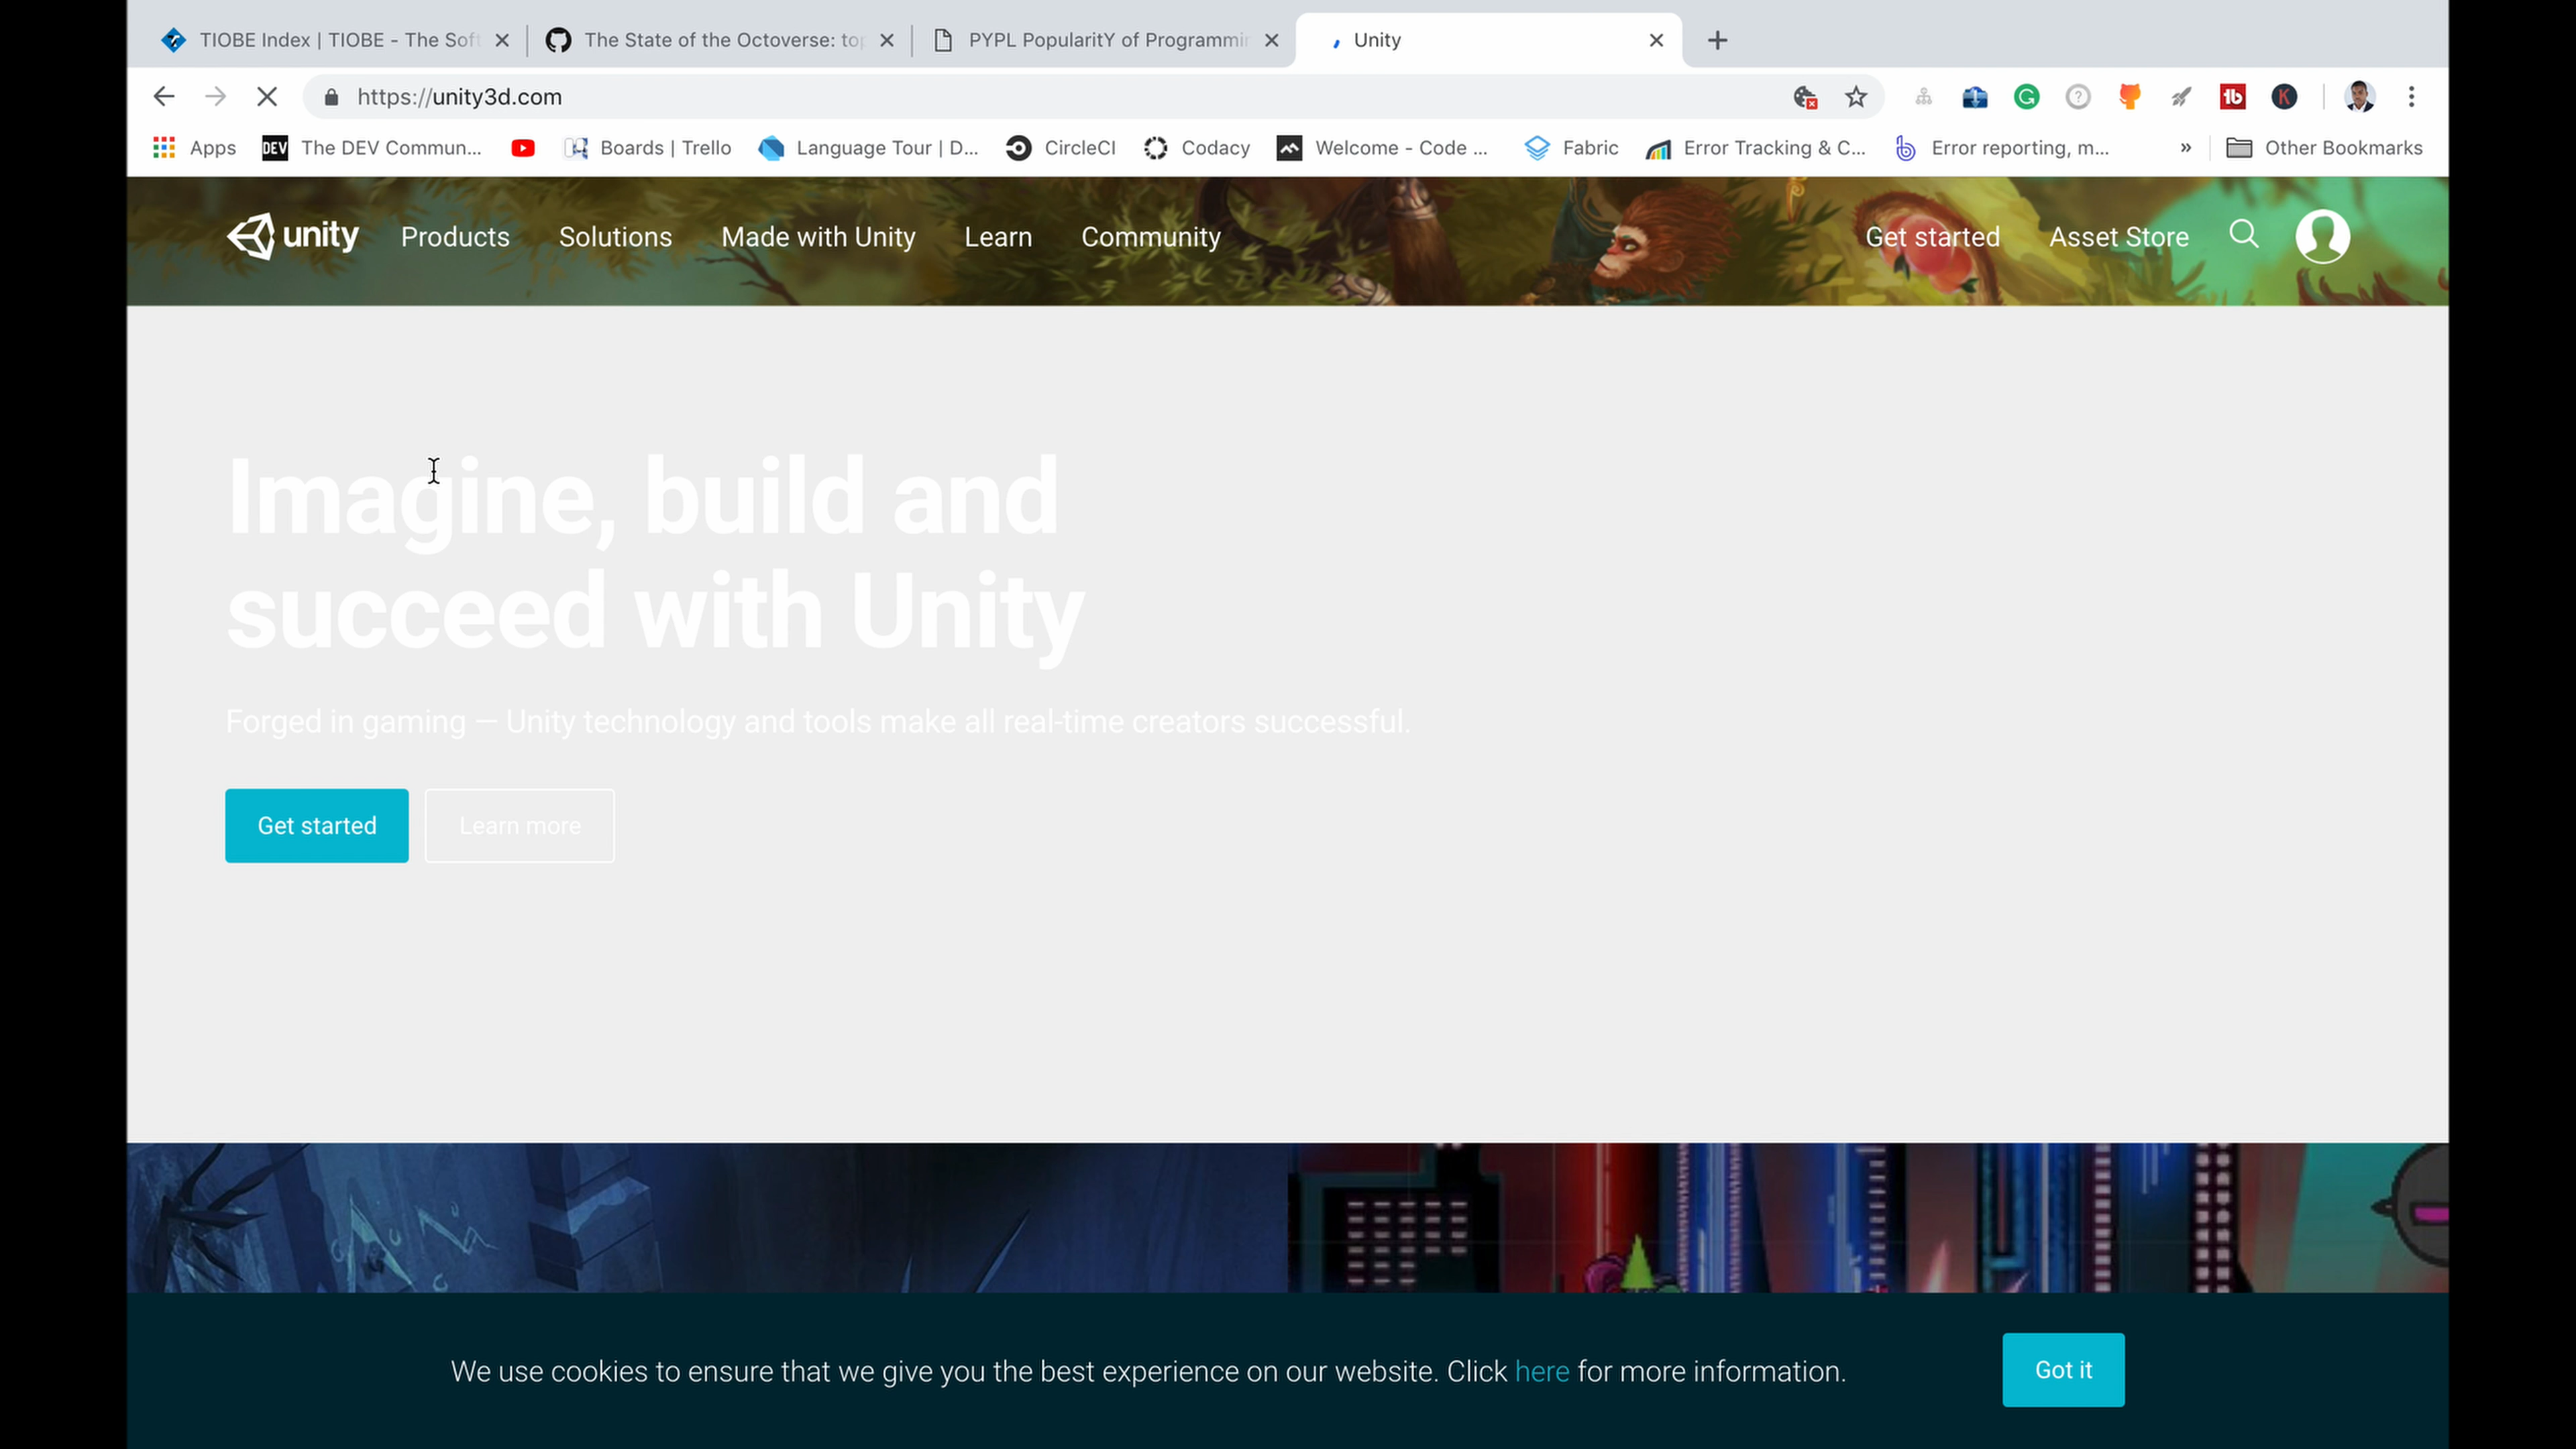 TIOBE Index | TIOBE - The Soft
The State of the Octoverse: top
PYPL PopularitY of Programmin
Unity
https://unity3d.com
Apps
DEV The DEV Commun...
Boards | Trello
Language Tour | D...
CircleCI
Codacy
Welcome - Code ...
Fabric
Error Tracking & C...
Error reporting, m...
Other Bookmarks
unity
Products
Solutions
Made with Unity
Learn
Community
Get started
Asset Store
Imagine, build and
succeed with Unity
Forged in gaming — Unity technology and tools make all real-time creators successful.
Get started
Learn more
We use cookies to ensure that we give you the best experience on our website. Click here for more information.
Got it